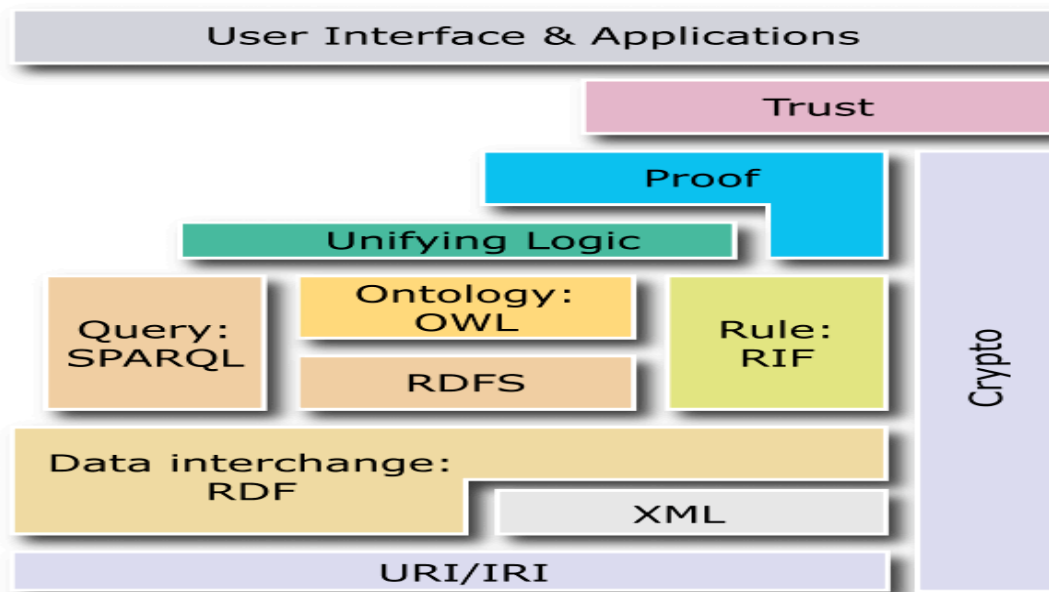 User Interface & Applications
Trust
Proof
Unifying Logic
Query:
SPARQL
Ontology:
OWL
RDFS
Rule:
RIF
Crypto
Data interchange:
RDF
XML
URI/IRI